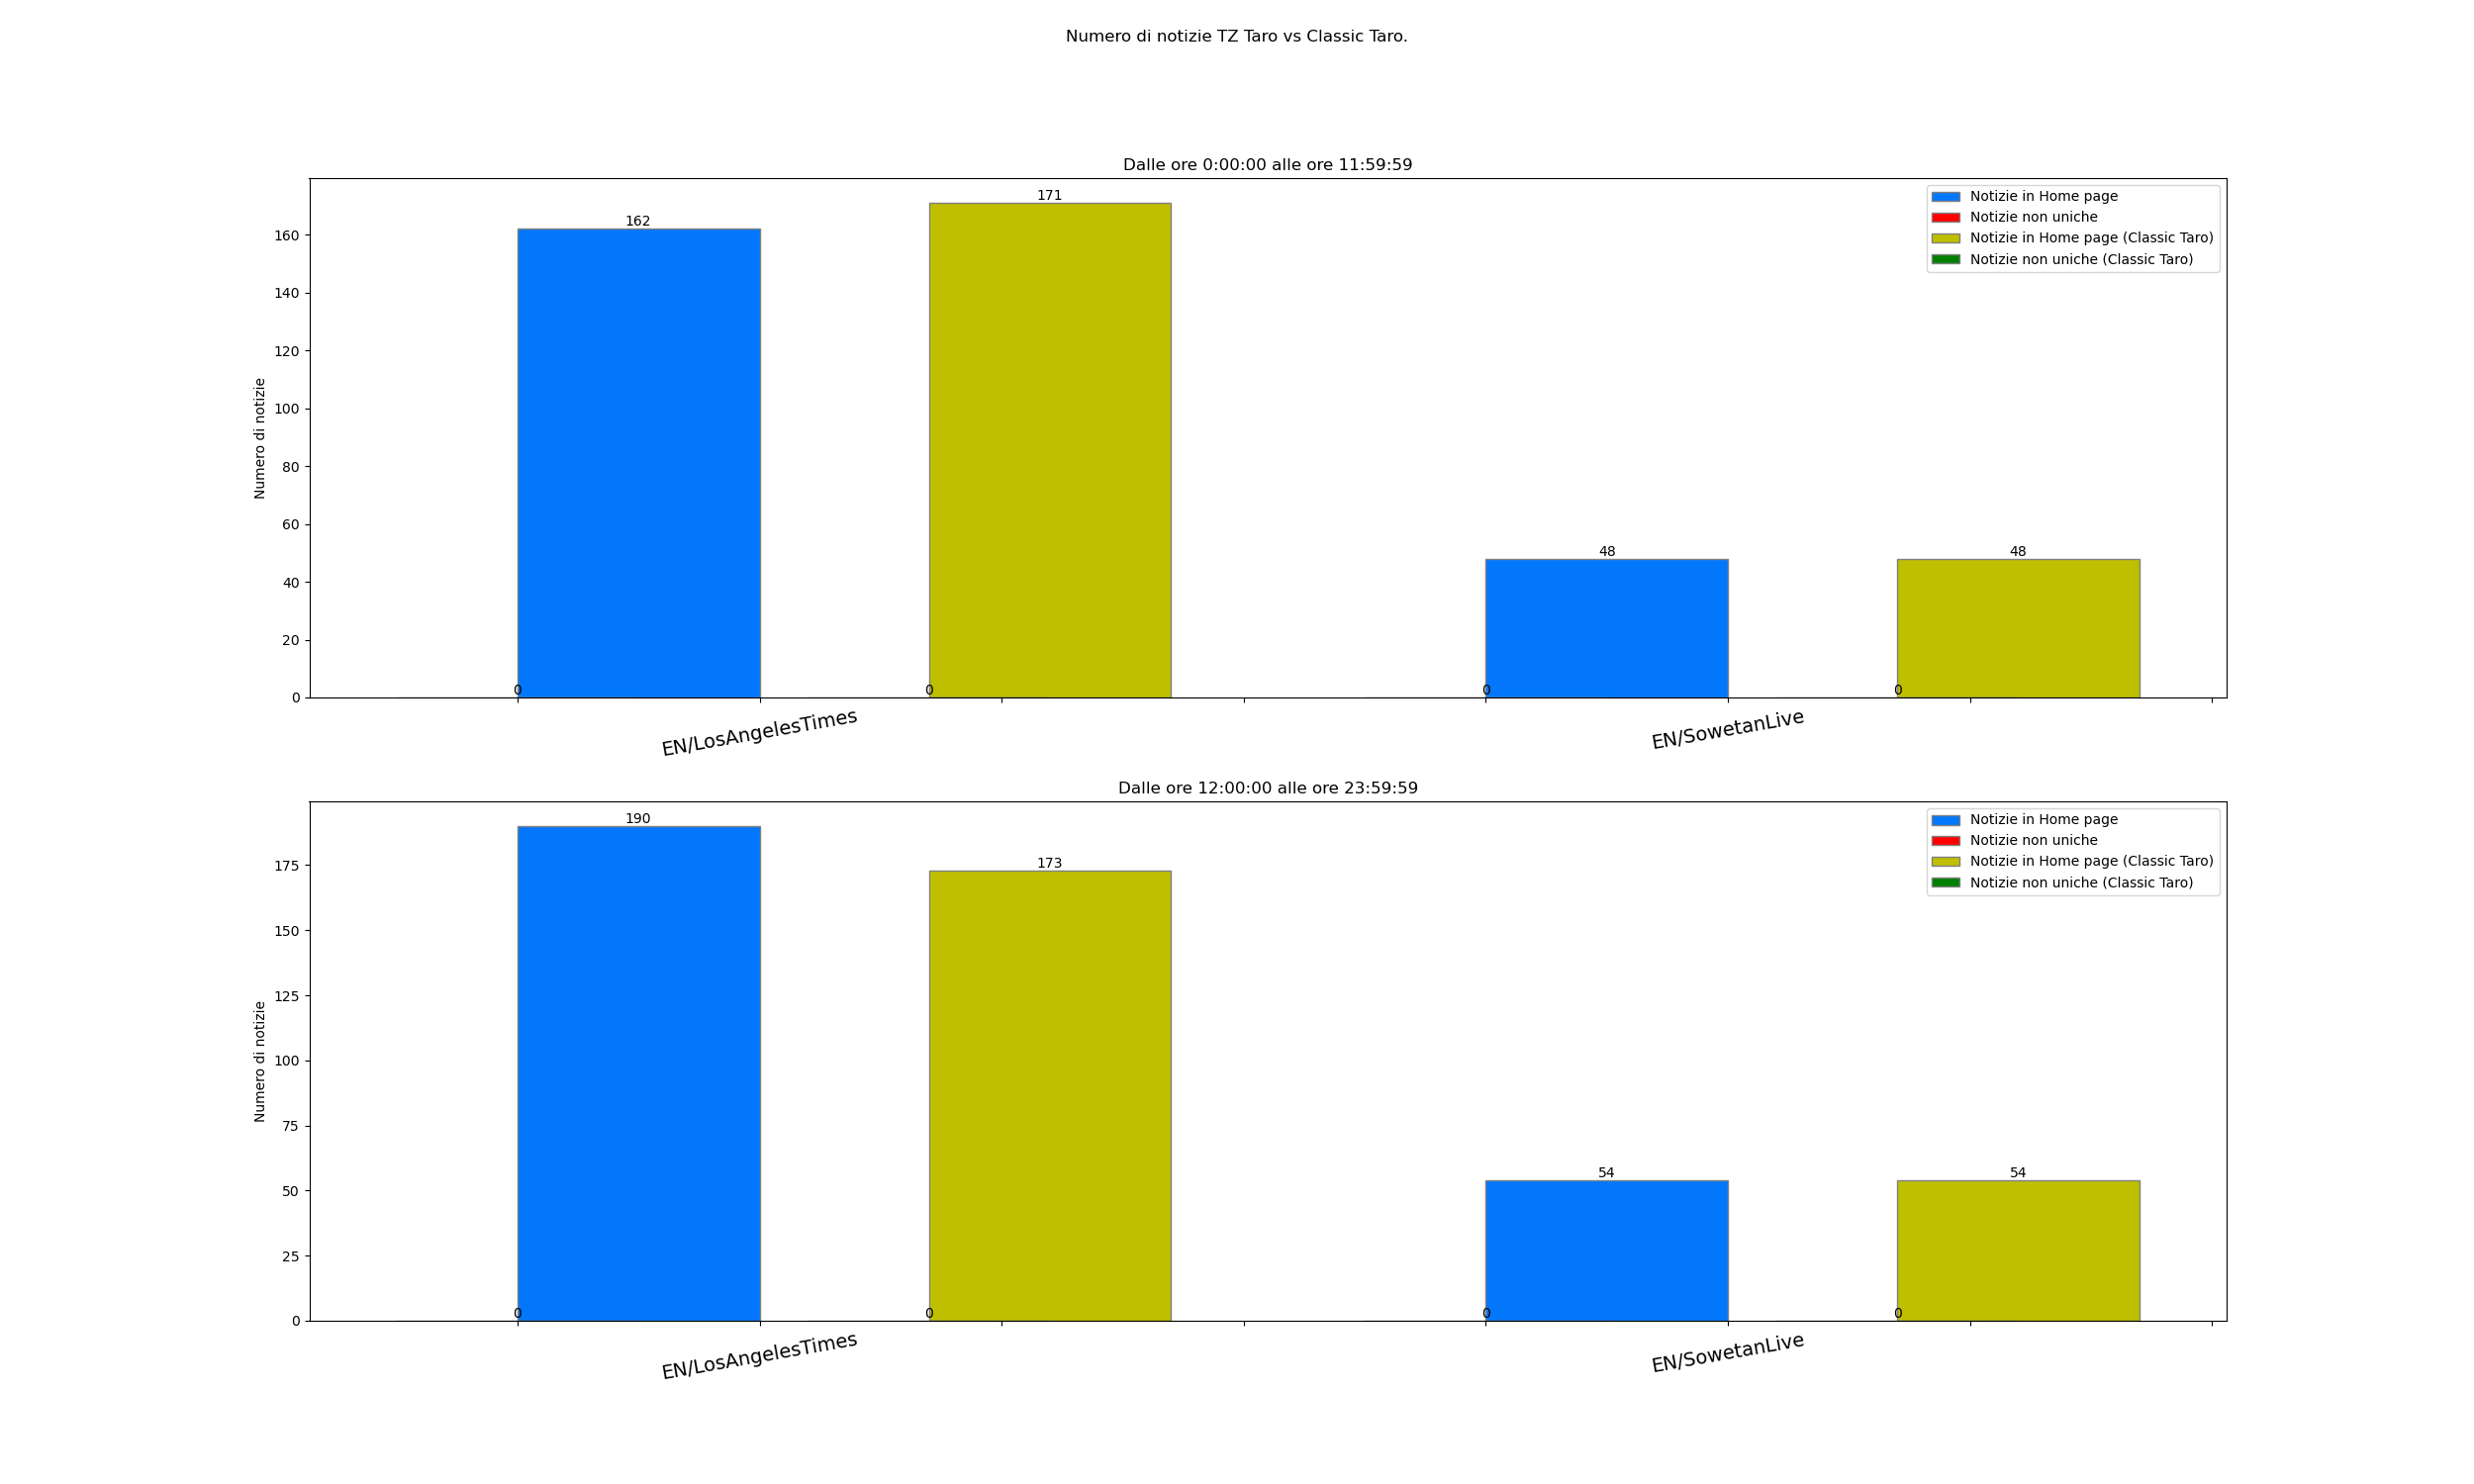 Numero di notizie TZ Taro vs Classic Taro.
Dalle ore 0:00:00 alle ore 11:59:59
Numero di notizie
160
140
120
100
80
60
40
20
0
162
171
48
48
0
0
0
0
Notizie in Home page
Notizie non uniche
Notizie in Home page (Classic Taro)
Notizie non uniche (Classic Taro)
EN/LosAngelesTimes
EN/SowetanLive
Dalle ore 12:00:00 alle ore 23:59:59
Numero di notizie
175
150
125
100
75
50
25
0
190
173
54
54
0
0
0
0
Notizie in Home page
Notizie non uniche
Notizie in Home page (Classic Taro)
Notizie non uniche (Classic Taro)
EN/LosAngelesTimes
EN/SowetanLive